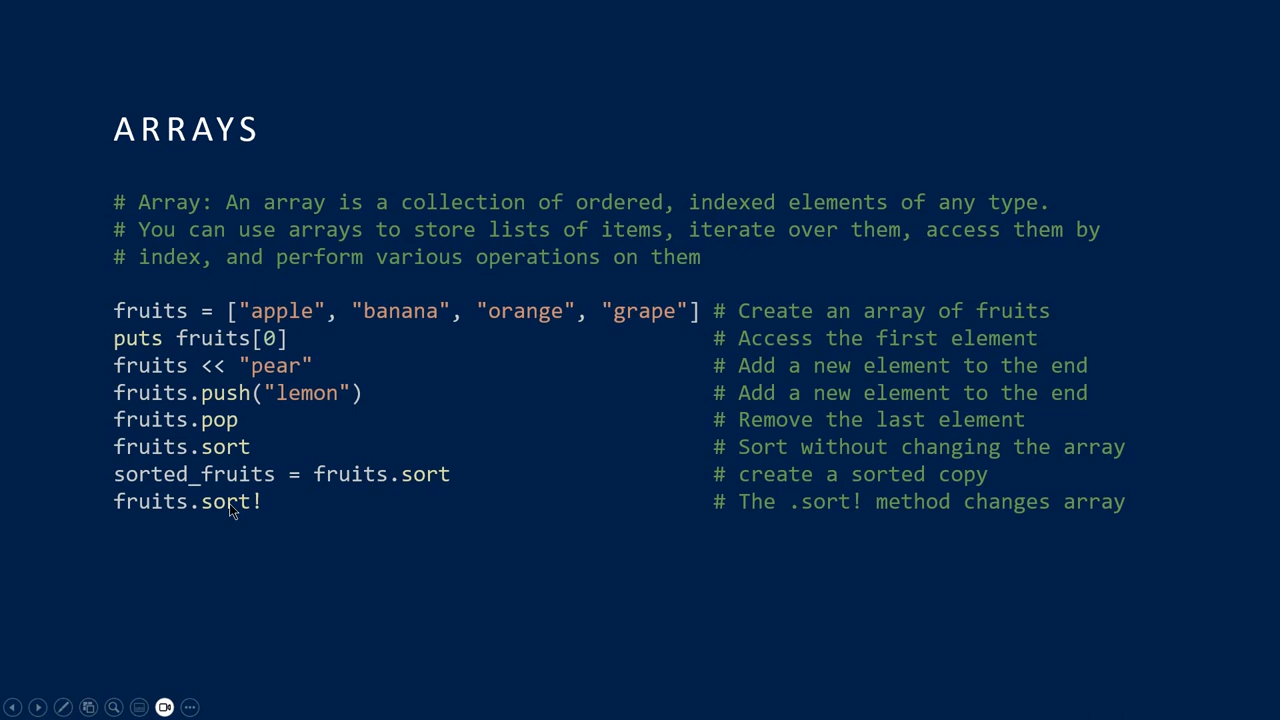 ARRAYS
# Array: An array is a collection of ordered, indexed elements of any type.
# You can use arrays to store lists of items, iterate over them, access them by
# index, and perform various operations on them
fruits = ["apple", "banana", "orange", "grape"] # Create an array of fruits
puts fruits[0] # Access the first element
fruits << "pear" # Add a new element to the end
fruits.push("lemon") # Add a new element to the end
fruits.pop # Remove the last element
fruits.sort # Sort without changing the array
sorted_fruits = fruits.sort # create a sorted copy
fruits.sort! # The .sort! method changes array